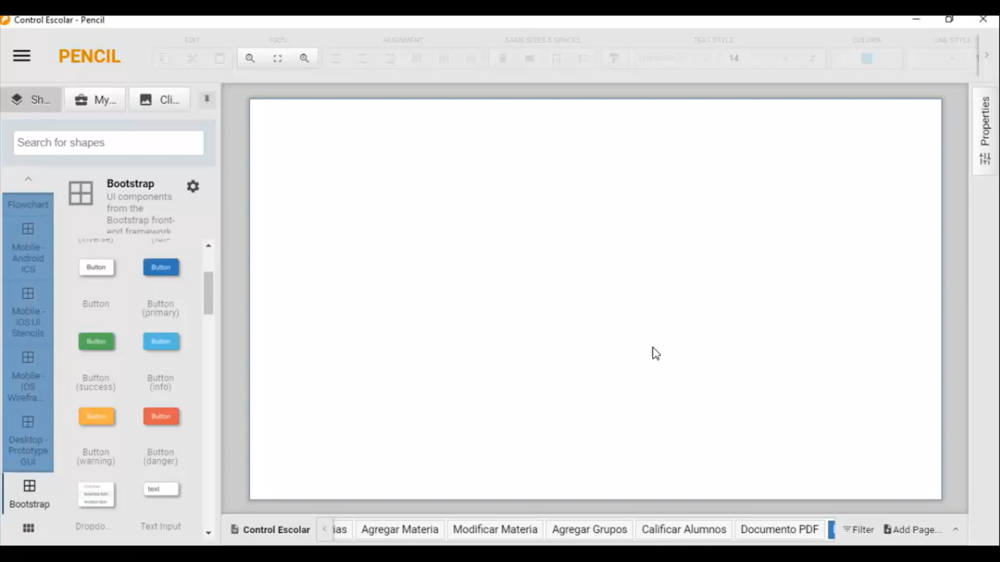 Control Escolar - Pencil
EDIT
100%
ALIGNMENT
SAME SIZES & SPACES
TEXT STYLE
COLORS
LINE STYLE
PENCIL
14
Sh...
My...
Cli...
Properties
Search for shapes
Bootstrap
UI components
from the
Bootstrap front-
end framework
Flowchart
Mobile -
Android
ICS
Mobile -
iOS UI
Stencils
Mobile -
iOS
Wirefra...
Desktop -
Prototype
GUI
Bootstrap
(inverse)
(full-
Button
Button
Button
Button
(primary)
Button
Button
Button
(success)
Button
(info)
Button
Button
Button
(warning)
Button
(danger)
text
Dropdo...
Text Input
Control Escolar
ias
Agregar Materia
Modificar Materia
Agregar Grupos
Calificar Alumnos
Documento PDF
Filter
Add Page...